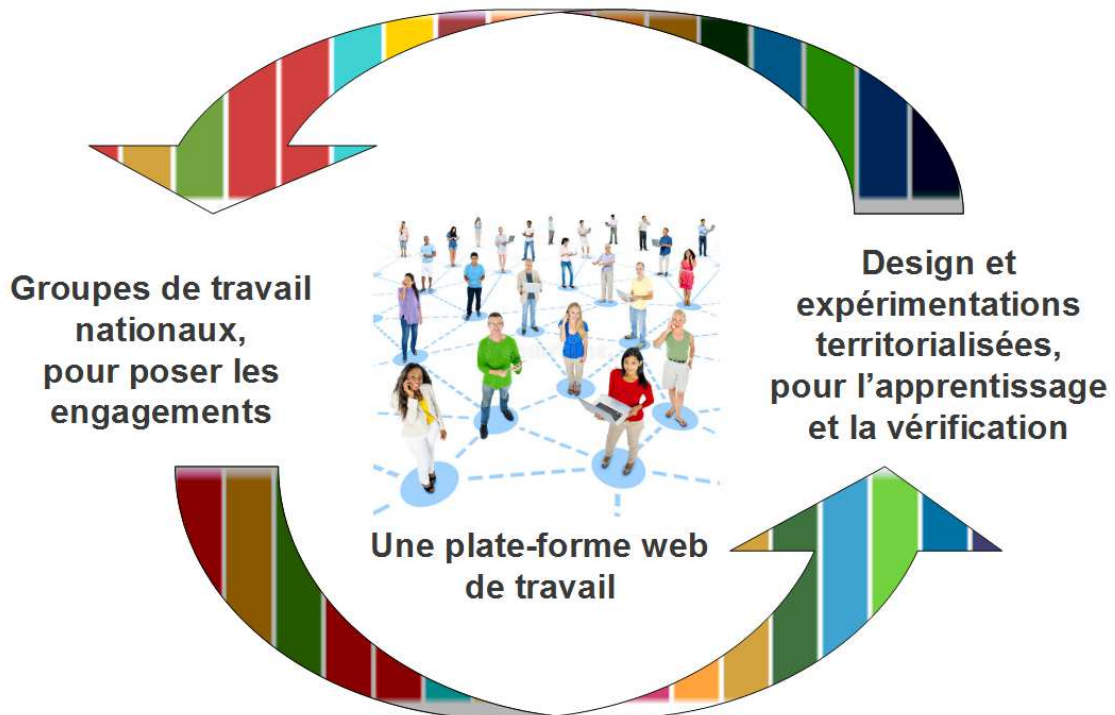 Groupes de travail
nationaux,
pour poser les
engagements
Design et
expérimentations
territorialisées,
pour l’apprentissage
et la vérification
Une plate-forme web
de travail